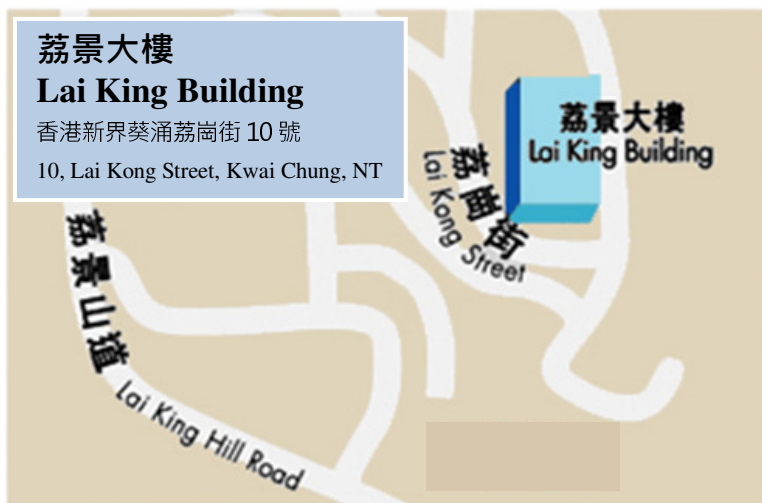 荔景大樓
Lai King Building
香港新界葵涌荔崗街 10 號
10, Lai Kong Street, Kwai Chung, NT
荔景大樓
Lai King Building
荔崗街
Lai Kong Street
荔景山道
Lai King Hill Road